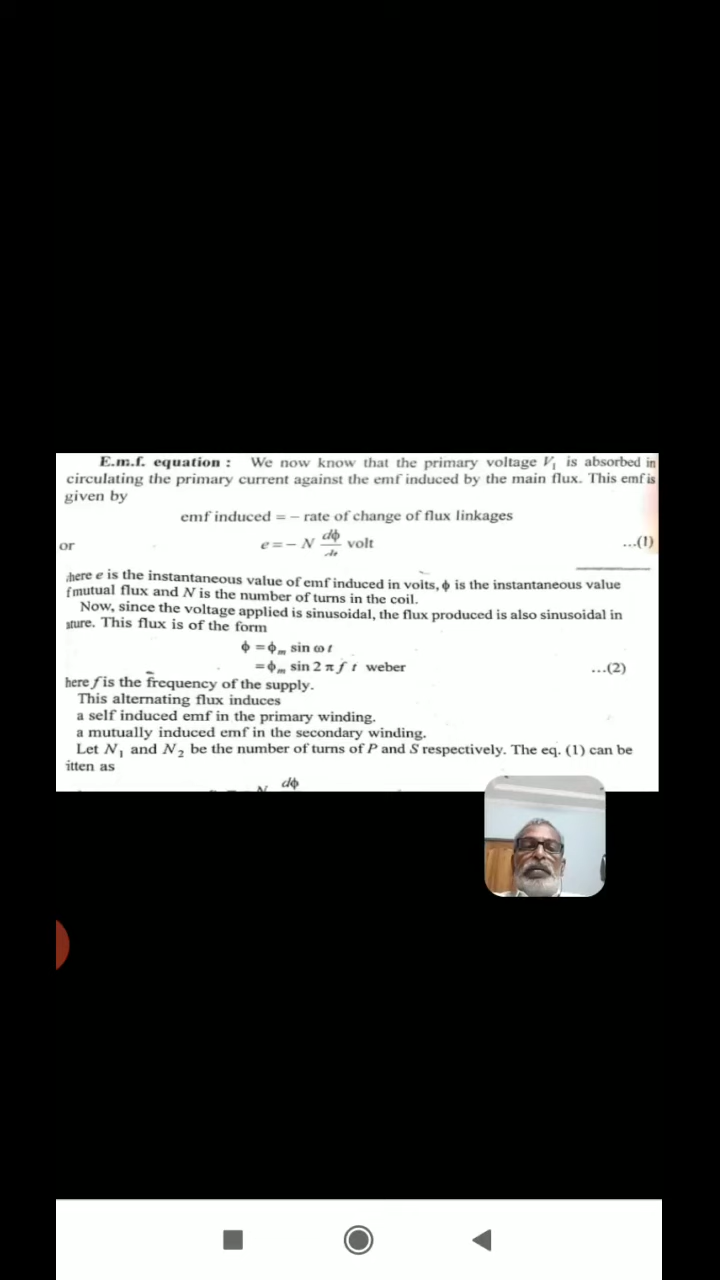 E.m.f. equation : We now know that the primary voltage V₁ is absorbed in
circulating the primary current against the emf induced by the main flux. This emf is
given by
emf induced = – rate of change of flux linkages
or e = – N dϕ/dt volt ...(1)
here e is the instantaneous value of emf induced in volts, ϕ is the instantaneous value
f mutual flux and N is the number of turns in the coil.
Now, since the voltage applied is sinusoidal, the flux produced is also sinusoidal in
ature. This flux is of the form
ϕ = ϕₘ sin ω t
= ϕₘ sin 2 π f t weber ...(2)
here f is the frequency of the supply.
This alternating flux induces
a self induced emf in the primary winding.
a mutually induced emf in the secondary winding.
Let N₁ and N₂ be the number of turns of P and S respectively. The eq. (1) can be
itten as
N dϕ